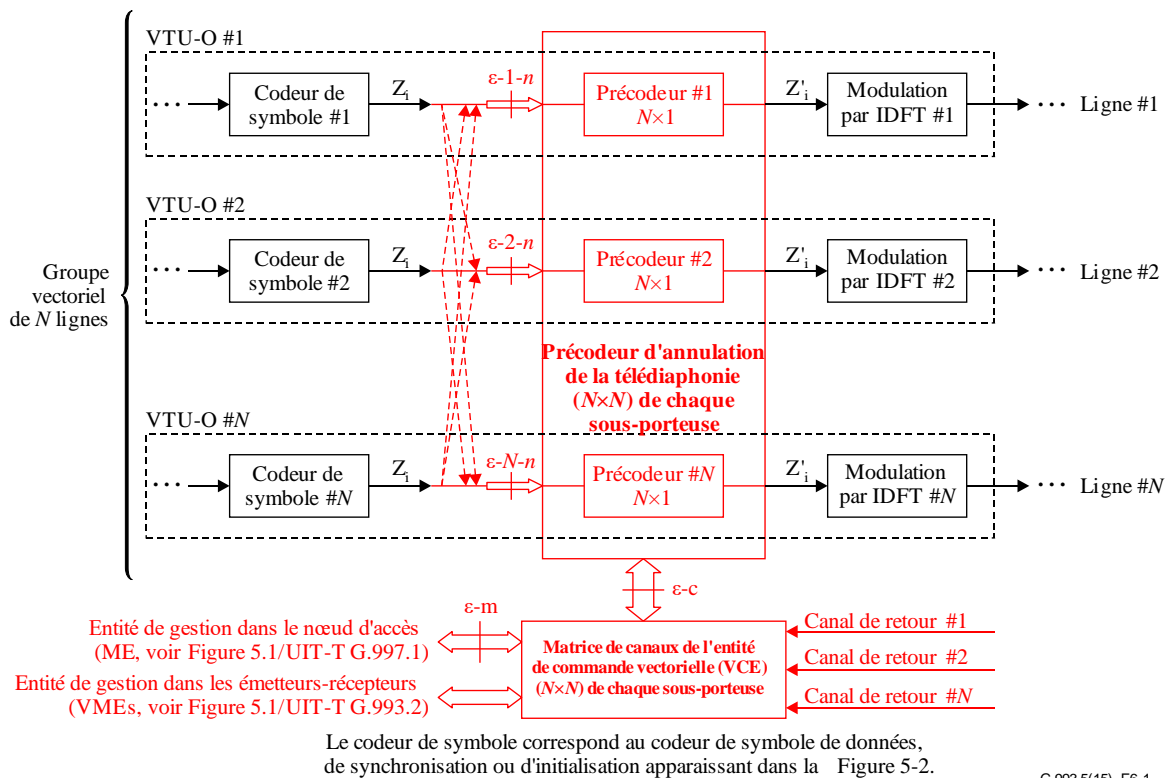 VTU-O #1
ε-1-n
··· Codeur de symbole #1 Zi Précodeur #1 N×1 Z'i Modulation par IDFT #1 ··· Ligne #1
VTU-O #2
ε-2-n
··· Codeur de symbole #2 Zi Précodeur #2 N×1 Z'i Modulation par IDFT #2 ··· Ligne #2
Groupe
vectoriel
de N lignes
Précodeur d'annulation
de la télédiaphonie
(N×N) de chaque
sous-porteuse
VTU-O #N
ε-N-n
··· Codeur de symbole #N Zi Précodeur #N N×1 Z'i Modulation par IDFT #N ··· Ligne #N
ε-c
ε-m
Entité de gestion dans le nœud d'accès
(ME, voir Figure 5.1/UIT-T G.997.1)
Entité de gestion dans les émetteurs-récepteurs
(VMEs, voir Figure 5.1/UIT-T G.993.2)
Matrice de canaux de l'entité
de commande vectorielle (VCE)
(N×N) de chaque sous-porteuse
Canal de retour #1
Canal de retour #2
Canal de retour #N
Le codeur de symbole correspond au codeur de symbole de données,
de synchronisation ou d'initialisation apparaissant dans la Figure 5-2.